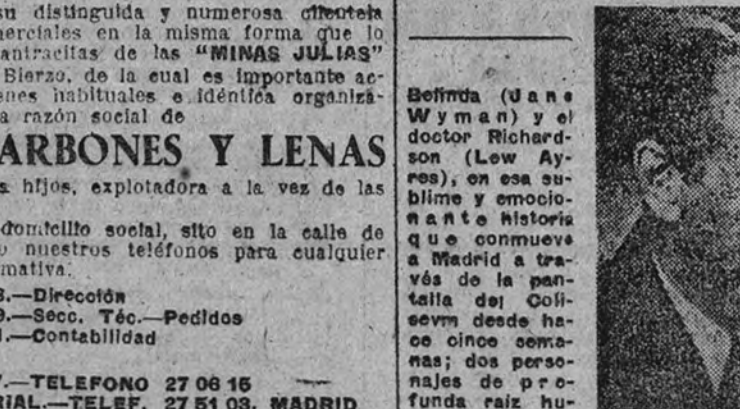 su distinguida y numerosa clientela
merciales en la misma forma que lo
antracitas de las "MINAS JULIAS"
Bierzo, de la cual es importante ac-
enes habituales e idéntica organiza-
a razón social de
ARBONES Y LENAS
s hijos, explotadora a la vez de las
domicilio social, sito en la calle de
o nuestros teléfonos para cualquier
mativa:
8.—Dirección
9.—Secc. Téc.—Pedidos
1.—Contabilidad
7.—TELEFONO 27 06 15
RIAL.—TELEF. 27 51 03. MADRID
Belinda (Jane
Wyman) y el
doctor Richard-
son (Lew Ay-
res), en esa su-
blime y emocio-
nante historia
que conmueve
a Madrid a tra-
vés de la pan-
talla del Coli-
sevm desde ha-
ce cinco sema-
nas; dos perso-
najes de pro-
funda raiz hu-